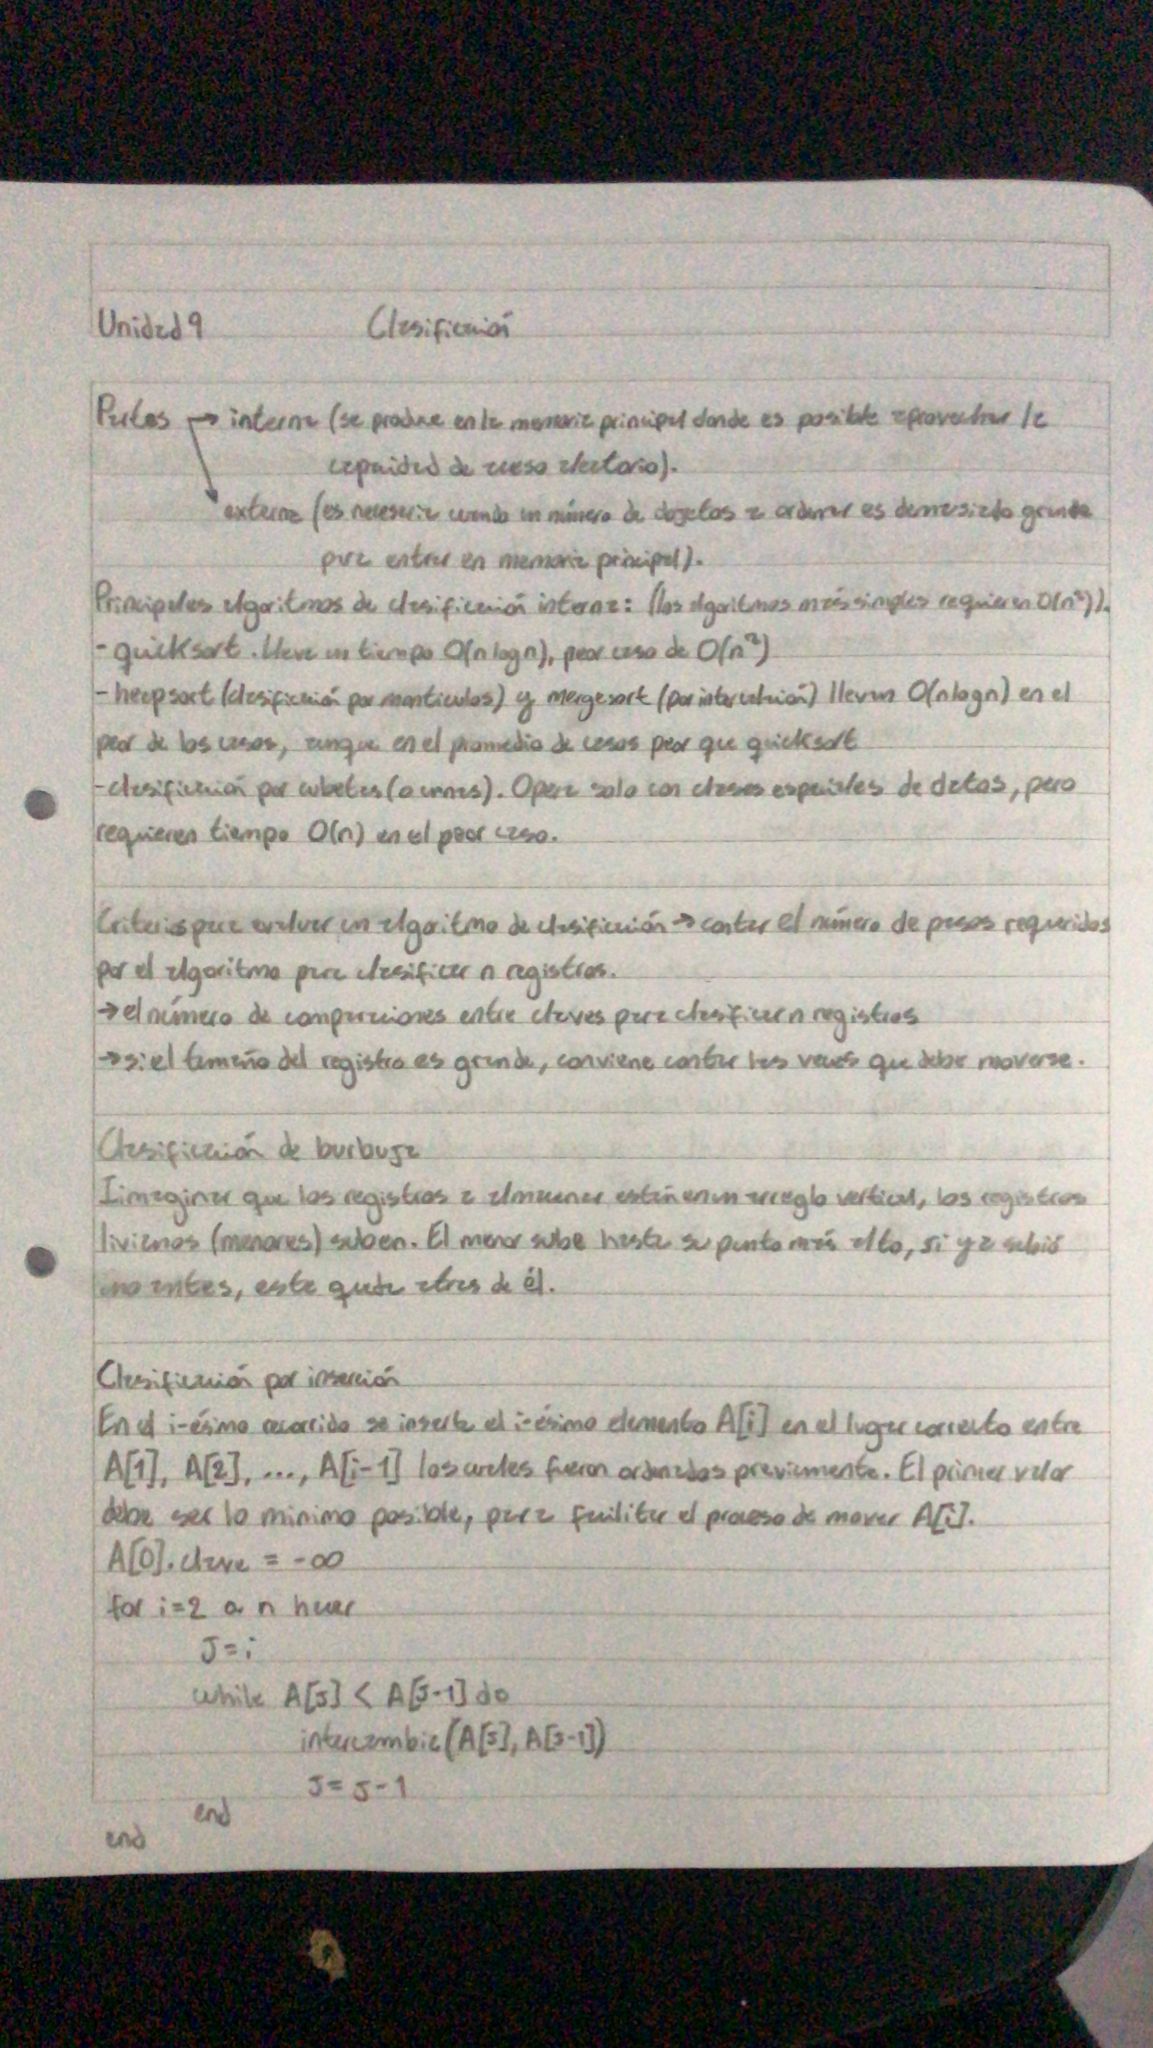 Unidad 9 Clasificación
Partes → interna (se produce en la memoria principal donde es posible aprovechar la
capacidad de acceso aleatorio).
externa (es necesaria cuando un número de objetos a ordenar es demasiado grande
para entrar en memoria principal).
Principales algoritmos de clasificación interna: (los algoritmos más simples requieren O(n²)).
- quicksort. Lleva un tiempo O(n log n), peor caso de O(n²)
- heapsort (clasificación por montículos) y mergesort (por intercalación) llevan O(n log n) en el
peor de los casos, aunque en el promedio de casos peor que quicksort
- clasificación por cubetas (o urnas). Opera solo con clases especiales de datos, pero
requieren tiempo O(n) en el peor caso.
Criterios para evaluar un algoritmo de clasificación → contar el número de pasos requeridos
por el algoritmo para clasificar n registros.
→ el número de comparaciones entre claves para clasificar n registros
→ si el tamaño del registro es grande, conviene contar las veces que debe moverse.
Clasificación de burbuja
Imaginar que los registros a almacenar están en un arreglo vertical, los registros
livianos (menores) suben. El menor sube hasta su punto más alto, si ya subió
uno antes, este queda atras de él.
Clasificación por inserción
En el i-ésimo recorrido se inserta el i-ésimo elemento A[i] en el lugar correcto entre
A[1], A[2], ..., A[i-1] los cuales fueron ordenados previamente. El primer valor
debe ser lo minimo posible, para facilitar el proceso de mover A[i].
A[0].clave = -∞
for i=2 a n hacer
J=i
while A[J] < A[J-1] do
intercambia(A[J], A[J-1])
J = J-1
end
end